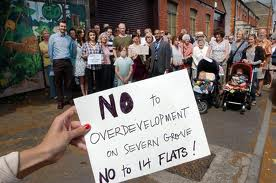 NO to
OVERDEVELOPMENT
ON SEVERN GROVE
NO to 14 FLATS!